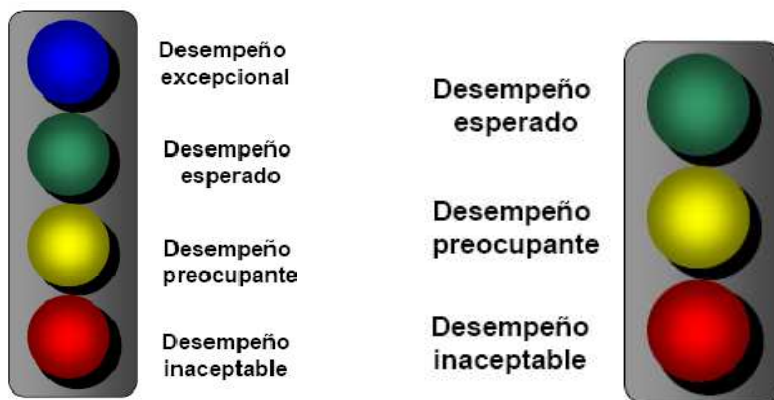 Desempeño
excepcional
Desempeño
esperado
Desempeño
preocupante
Desempeño
inaceptable
Desempeño
esperado
Desempeño
preocupante
Desempeño
inaceptable